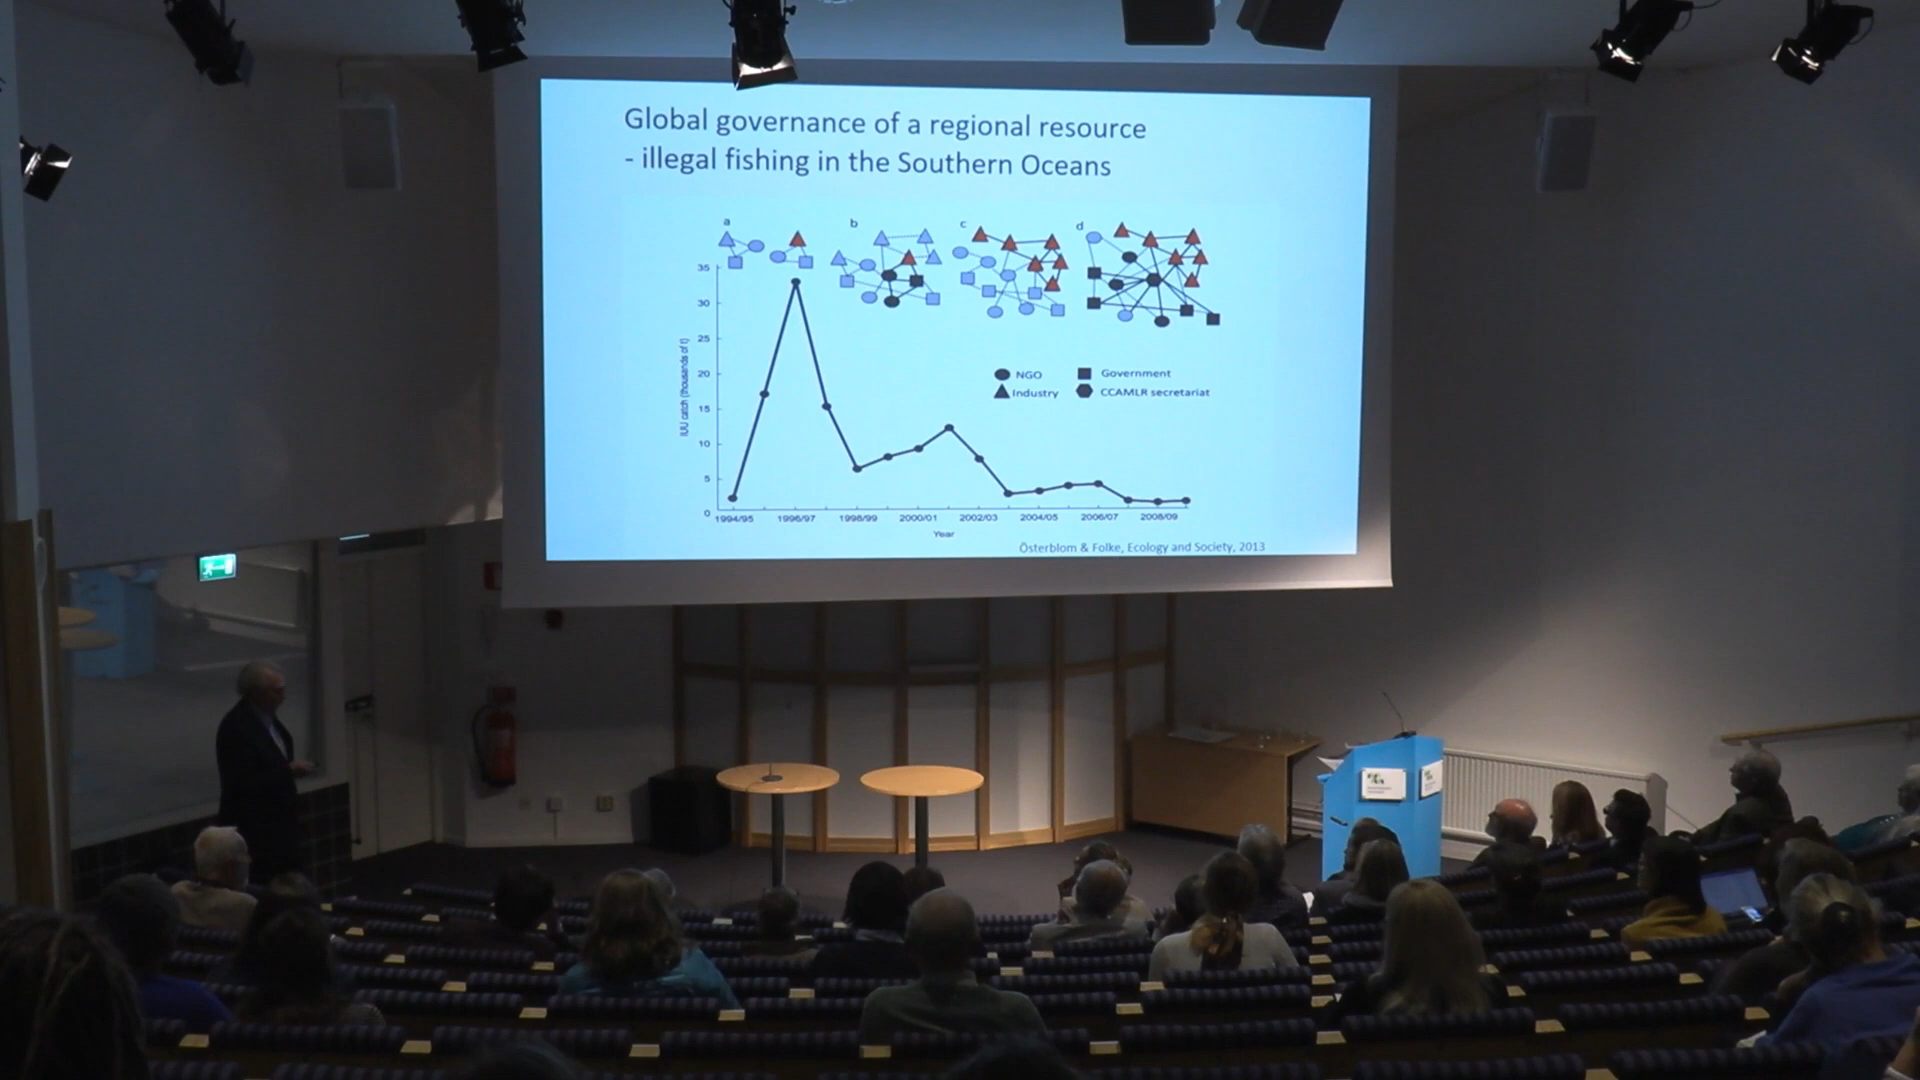 Global governance of a regional resource
- illegal fishing in the Southern Oceans
a
b
c
d
35
30
25
20
15
10
5
0
IUU catch (thousands of t)
NGO
Government
Industry
CCAMLR secretariat
1994/95
1996/97
1998/99
2000/01
2002/03
2004/05
2006/07
2008/09
Year
Österblom & Folke, Ecology and Society, 2013